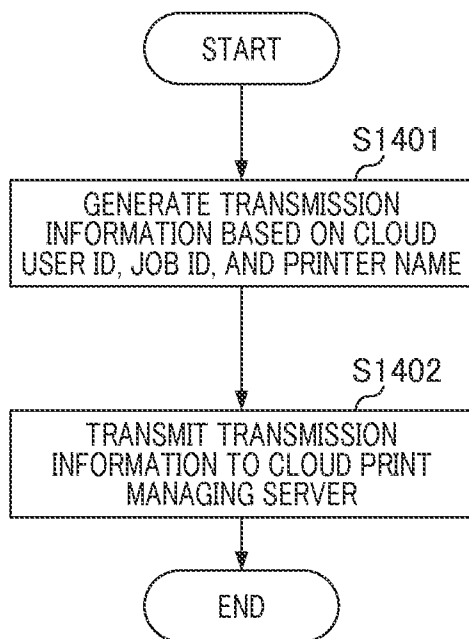 START
S1401
GENERATE TRANSMISSION
INFORMATION BASED ON CLOUD
USER ID, JOB ID, AND PRINTER NAME
S1402
TRANSMIT TRANSMISSION
INFORMATION TO CLOUD PRINT
MANAGING SERVER
END